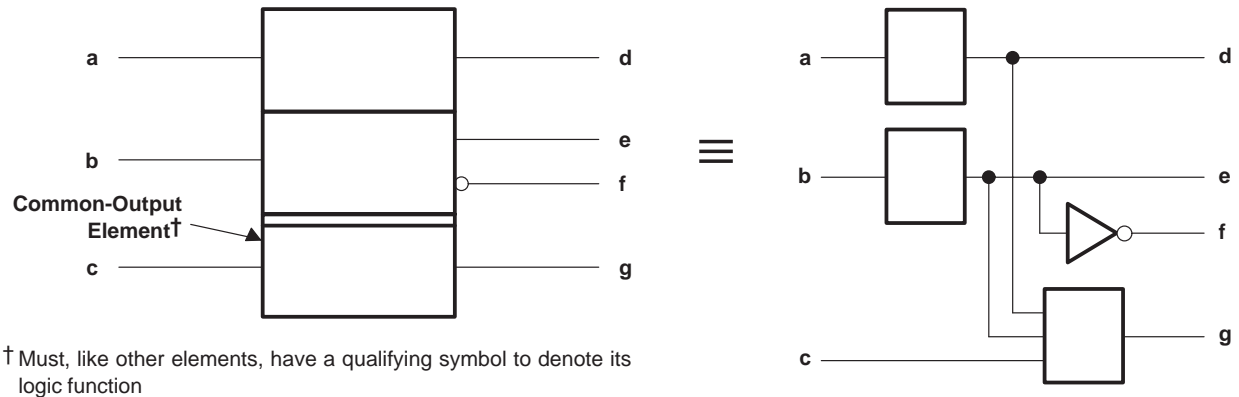 a
d
b
e
f
Common-Output
Element†
c
g
≡
a
d
b
e
f
c
g
† Must, like other elements, have a qualifying symbol to denote its
logic function